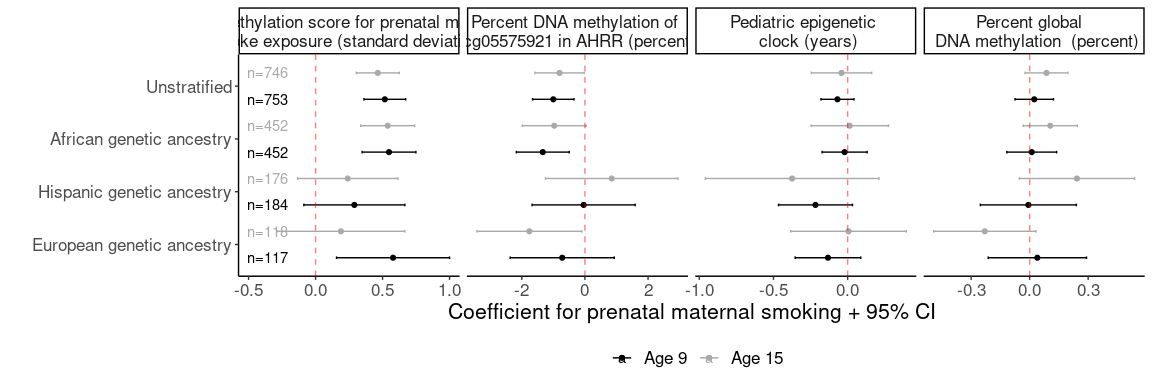 thylation score for prenatal m
ke exposure (standard deviati
Percent DNA methylation of
cg05575921 in AHRR (percent
Pediatric epigenetic
clock (years)
Percent global
DNA methylation (percent)
Unstratified
African genetic ancestry
Hispanic genetic ancestry
European genetic ancestry
n=746
n=753
n=452
n=452
n=176
n=184
n=118
n=117
-0.5 0.0 0.5 1.0
-2 0 2
-1.0 -0.5 0.0
-0.3 0.0 0.3
Coefficient for prenatal maternal smoking + 95% CI
a Age 9 a Age 15